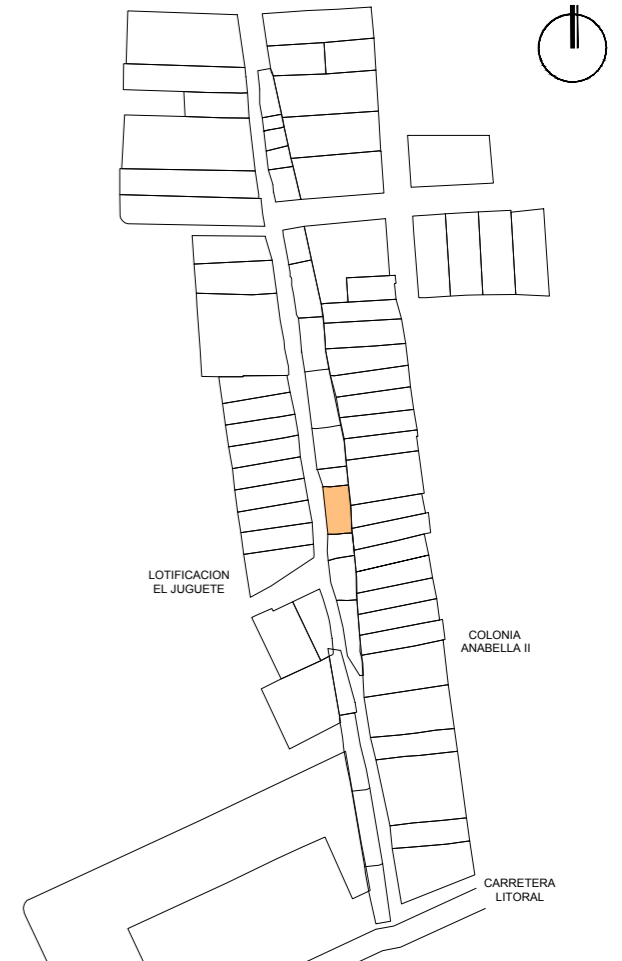 LOTIFICACION
EL JUGUETE
COLONIA
ANABELLA II
CARRETERA
LITORAL